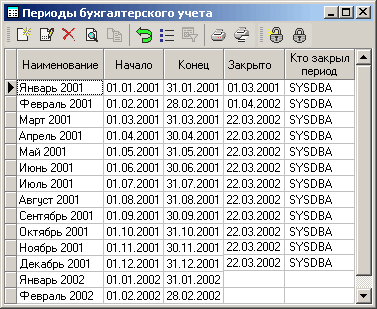 Периоды бухгалтерского учета
Наименование Начало Конец Закрыто Кто закрыл период
Январь 2001 01.01.2001 31.01.2001 01.03.2001 SYSDBA
Февраль 2001 01.02.2001 28.02.2001 01.04.2002 SYSDBA
Март 2001 01.03.2001 31.03.2001 22.03.2002 SYSDBA
Апрель 2001 01.04.2001 30.04.2001 22.03.2002 SYSDBA
Май 2001 01.05.2001 31.05.2001 22.03.2002 SYSDBA
Июнь 2001 01.06.2001 30.06.2001 22.03.2002 SYSDBA
Июль 2001 01.07.2001 31.07.2001 22.03.2002 SYSDBA
Август 2001 01.08.2001 31.08.2001 22.03.2002 SYSDBA
Сентябрь 2001 01.09.2001 30.09.2001 22.03.2002 SYSDBA
Октябрь 2001 01.10.2001 31.10.2001 22.03.2002 SYSDBA
Ноябрь 2001 01.11.2001 30.11.2001 22.03.2002 SYSDBA
Декабрь 2001 01.12.2001 31.12.2001 22.03.2002 SYSDBA
Январь 2002 01.01.2002 31.01.2002
Февраль 2002 01.02.2002 28.02.2002